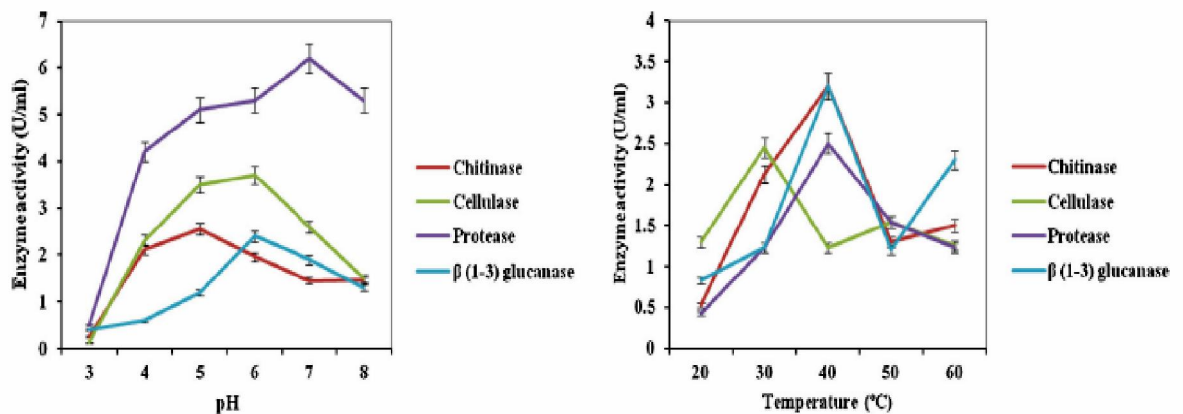 7
6
5
4
3
2
1
0
Enzyme activity (U/ml)
3 4 5 6 7 8
pH
Chitinase
Cellulase
Protease
β (1-3) glucanase
4
3.5
3
2.5
2
1.5
1
0.5
0
Enzyme activity (U/ml)
20 30 40 50 60
Temperature (°C)
Chitinase
Cellulase
Protease
β (1-3) glucanase